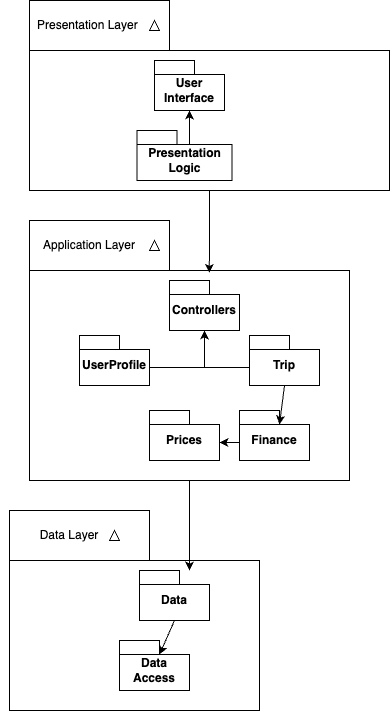 Presentation Layer
User
Interface
Presentation
Logic
Application Layer
Controllers
UserProfile
Trip
Prices
Finance
Data Layer
Data
Data
Access